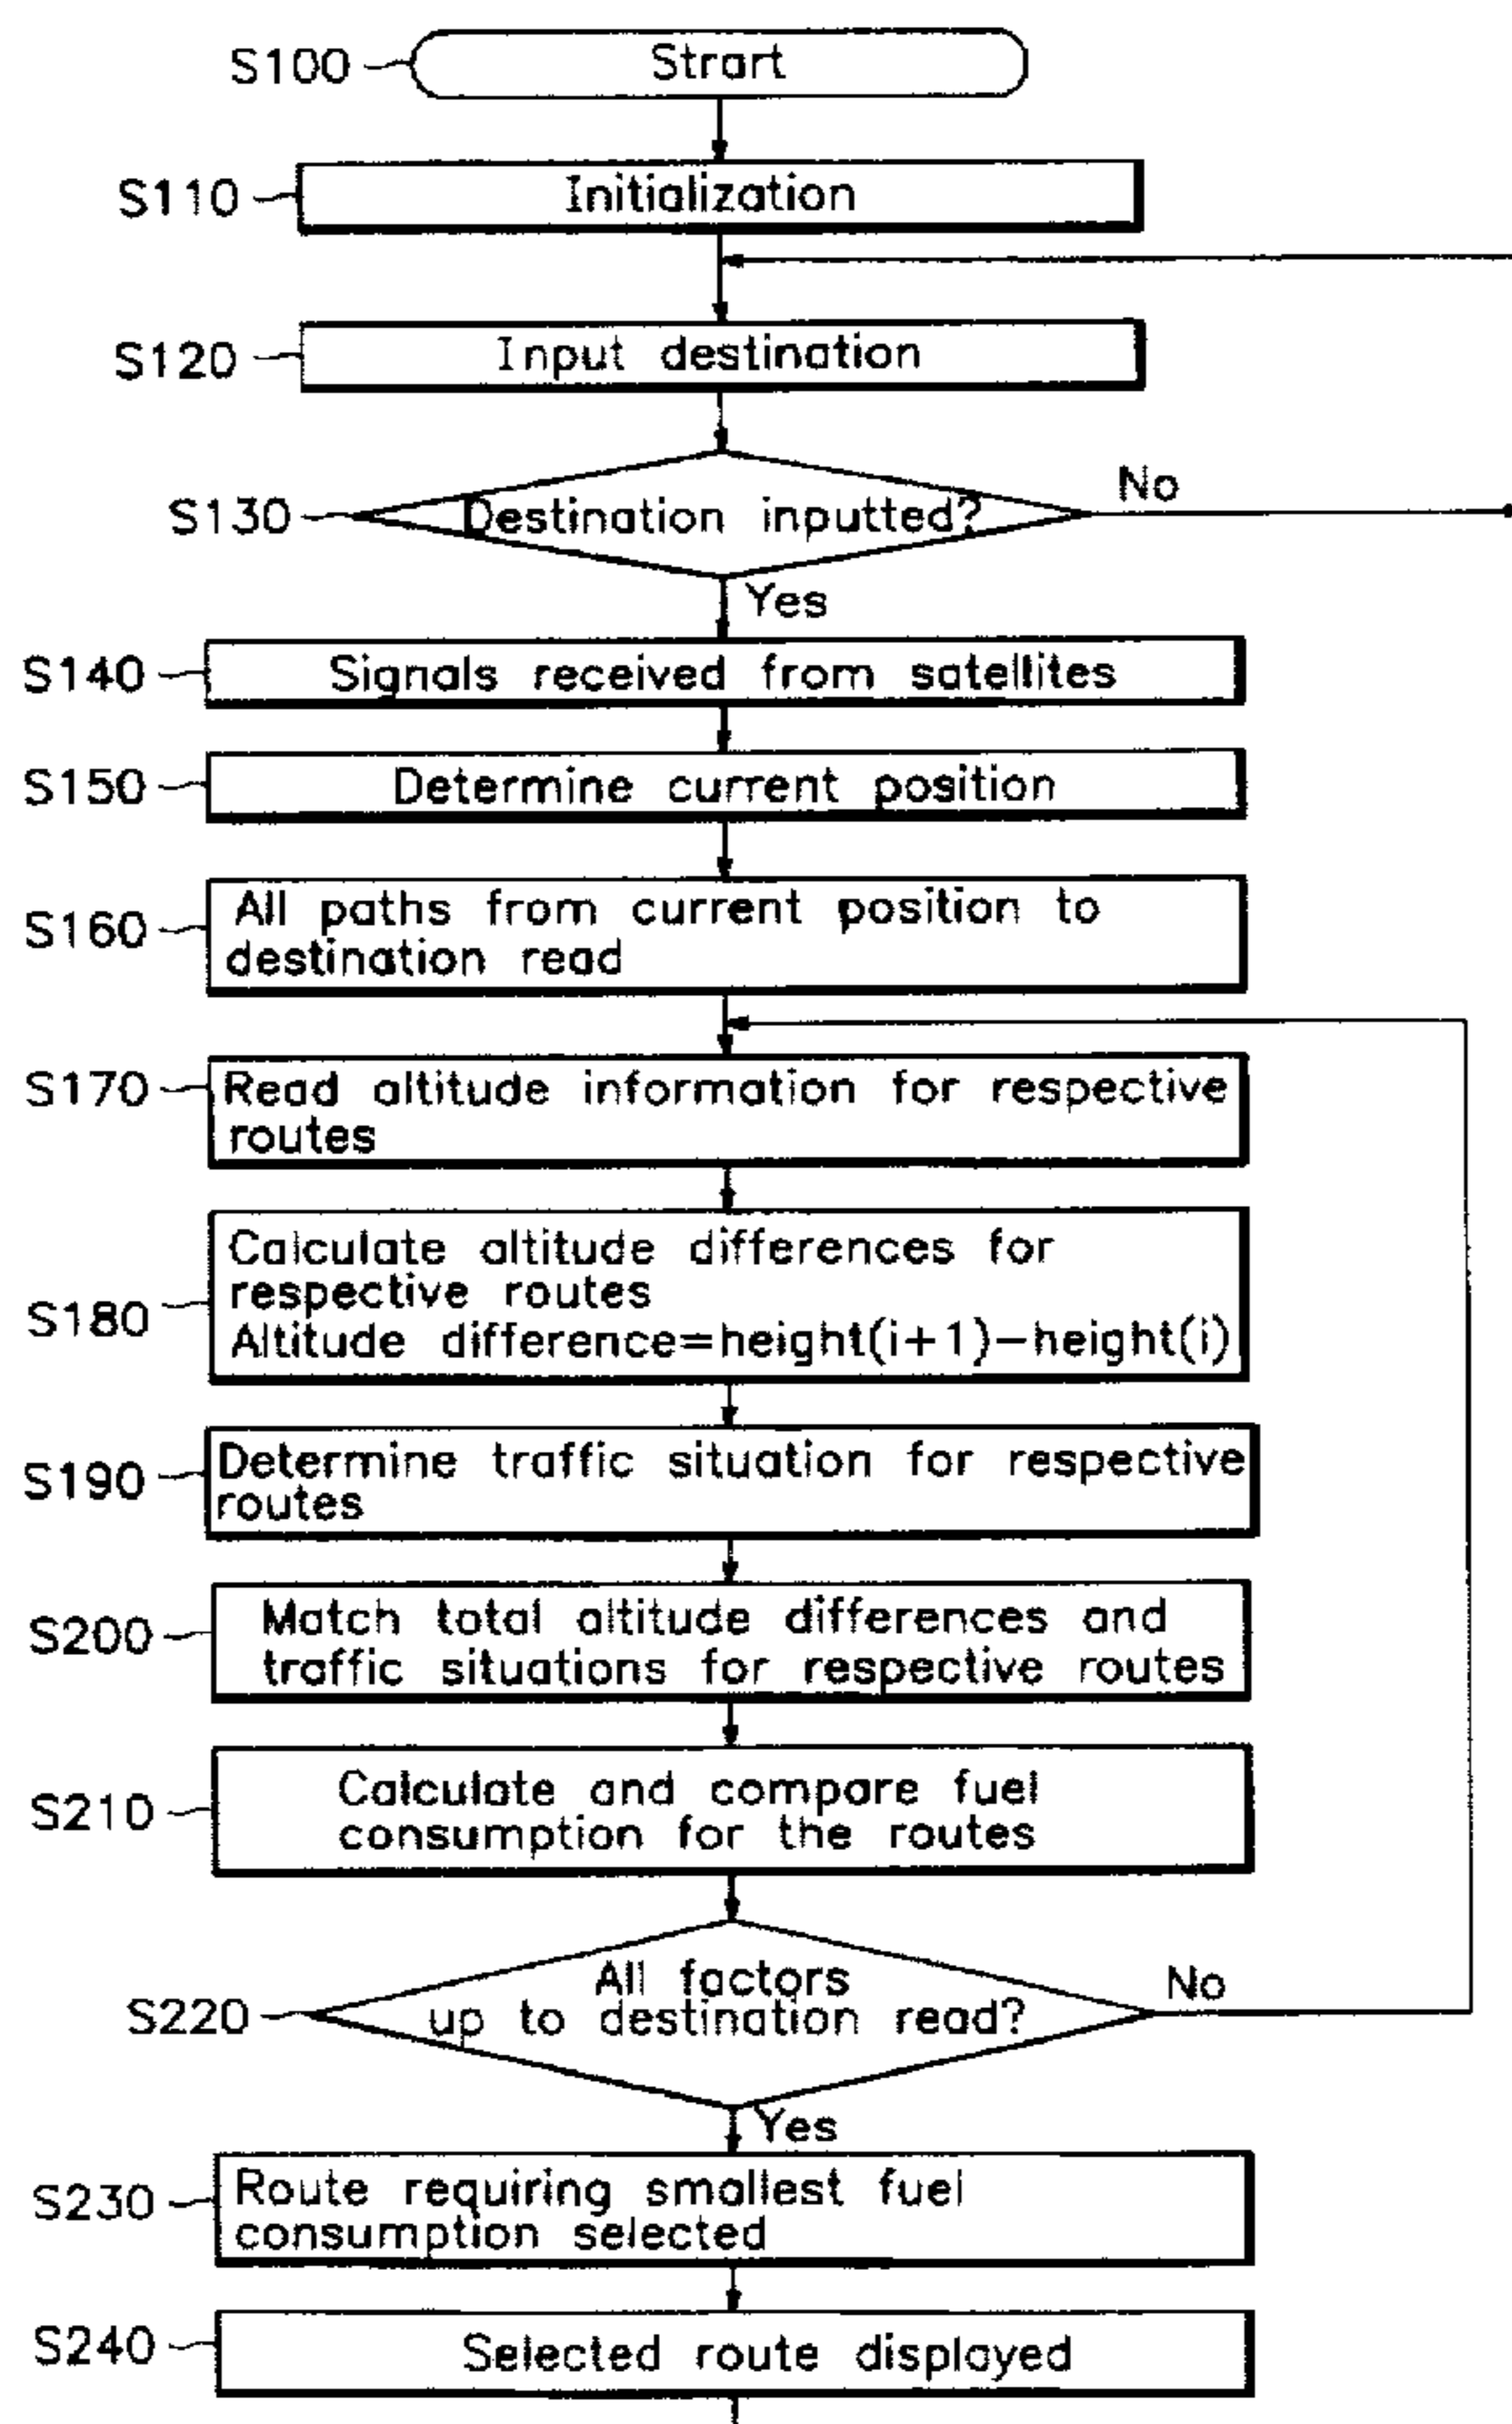 S100
Strart
S110
Initialization
S120
Input destination
S130
Destination inputted?
No
Yes
S140
Signals received from satellites
S150
Determine current position
S160
All paths from current position to
destination read
S170
Read altitude information for respective
routes
S180
Calculate altitude differences for
respective routes
Altitude difference=height(i+1)-height(i)
S190
Determine traffic situation for respective
routes
S200
Match total altitude differences and
traffic situations for respective routes
S210
Calculate and compare fuel
consumption for the routes
S220
All factors
up to destination read?
No
Yes
S230
Route requiring smallest fuel
consumption selected
S240
Selected route displayed